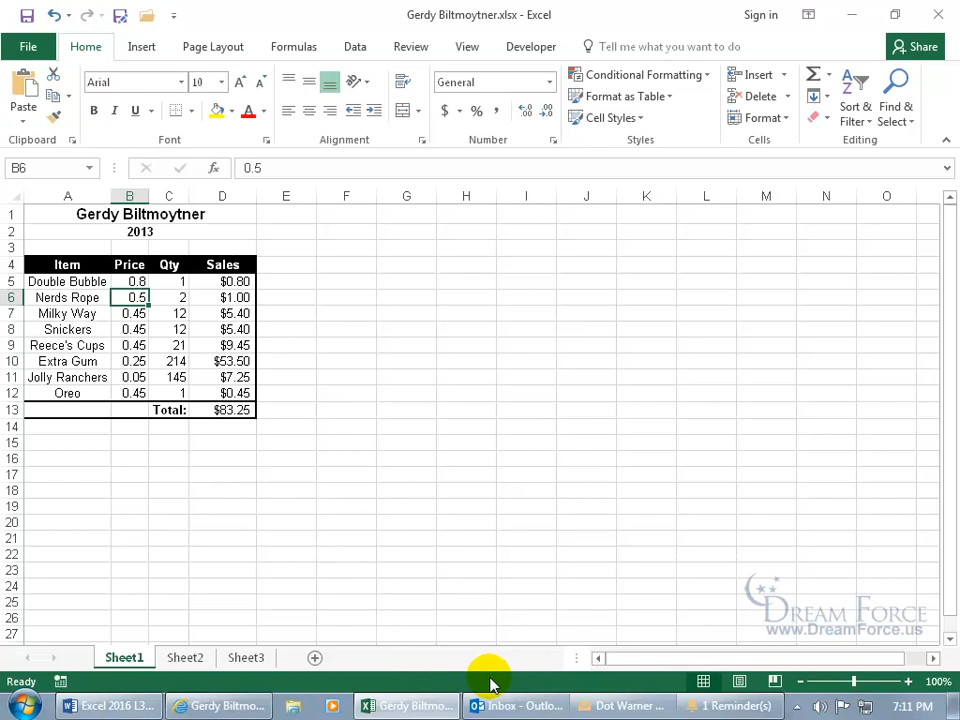 Gerdy Biltmoytner.xlsx - Excel
Sign in
File Home Insert Page Layout Formulas Data Review View Developer Tell me what you want to do Share
Paste
Arial 10
General
Conditional Formatting
Format as Table
Cell Styles
Insert
Delete
Format
Sort & Filter
Find & Select
Clipboard Font Alignment Number Styles Cells Editing
B6 fx 0.5
A B C D E F G H I J K L M N O
1 Gerdy Biltmoytner
2 2013
3
4 Item Price Qty Sales
5 Double Bubble 0.8 1 $0.80
6 Nerds Rope 0.5 2 $1.00
7 Milky Way 0.45 12 $5.40
8 Snickers 0.45 12 $5.40
9 Reece's Cups 0.45 21 $9.45
10 Extra Gum 0.25 214 $53.50
11 Jolly Ranchers 0.05 145 $7.25
12 Oreo 0.45 1 $0.45
13 Total: $83.25
14
15
16
17
18
19
20
21
22
23
24
25
26
27
DREAM FORCE
www.DreamForce.us
Sheet1 Sheet2 Sheet3
Ready 100%
Excel 2016 L3... Gerdy Biltmo... Gerdy Biltmo... Inbox - Outlo... Dot Warner ... 1 Reminder(s) 7:11 PM